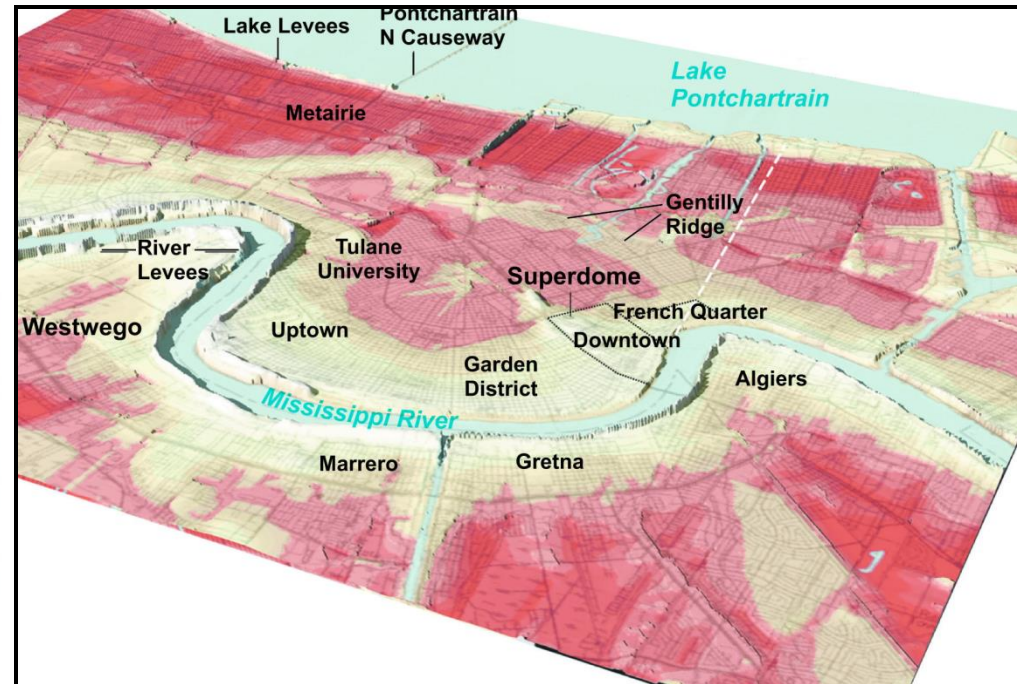 Pontchartrain
N Causeway
Lake Levees
Lake
Pontchartrain
Metairie
Gentilly
Ridge
River
Levees
Tulane
University
Superdome
French Quarter
Westwego
Uptown
Downtown
Garden
District
Algiers
Mississippi River
Marrero
Gretna